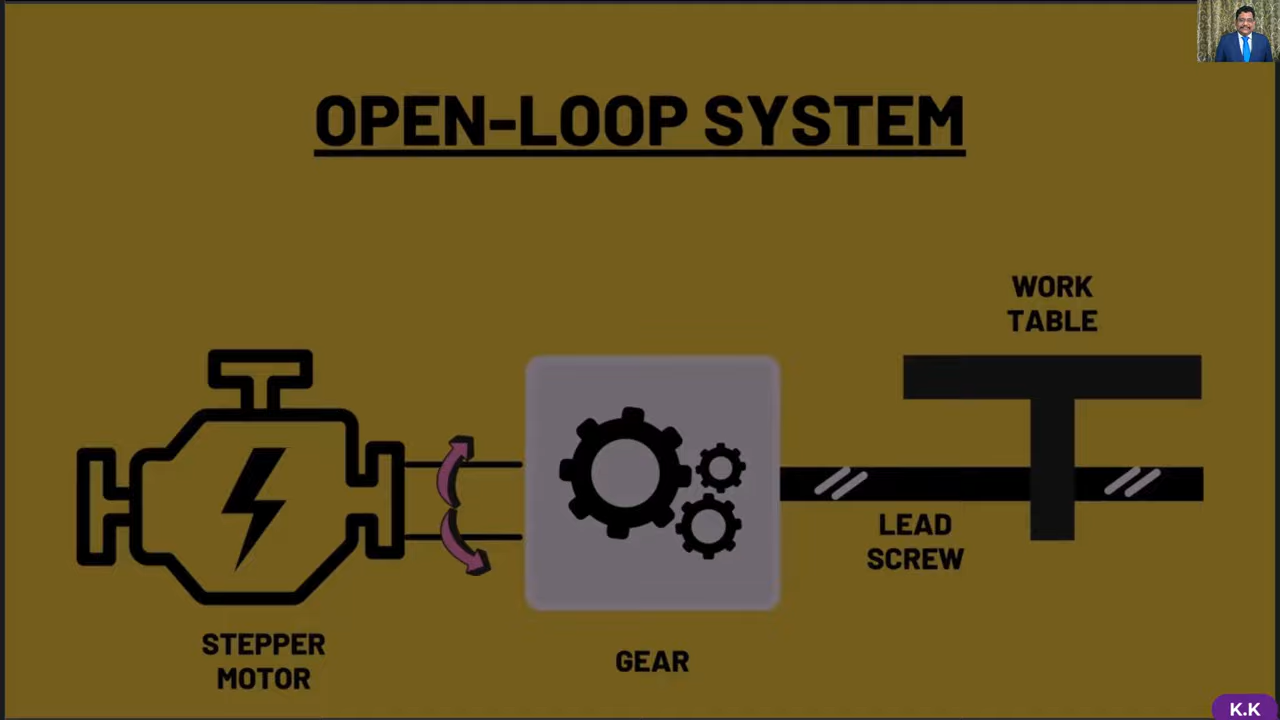 OPEN-LOOP SYSTEM
WORK
TABLE
LEAD
SCREW
STEPPER
MOTOR
GEAR
K.K